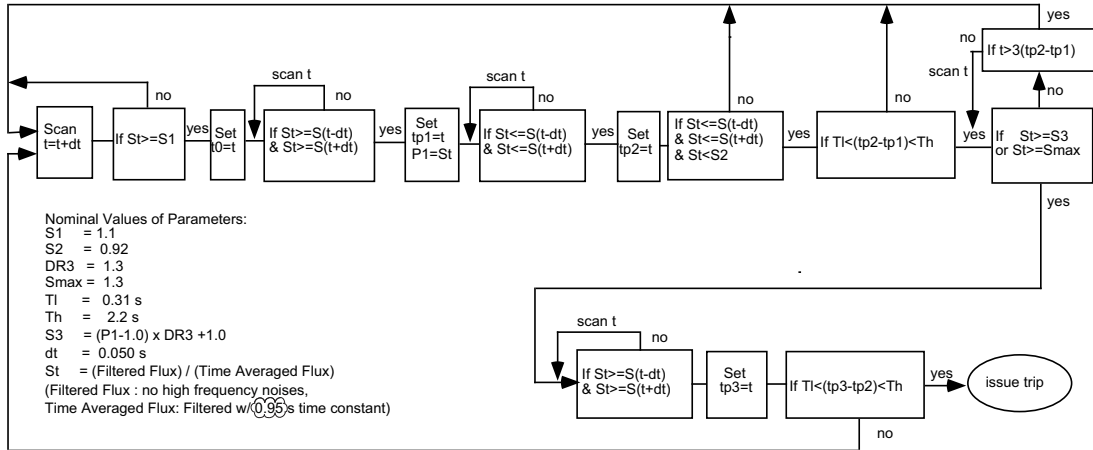 yes
no
If t>3(tp2-tp1)
scan t
scan t
scan t
no
no
no
no
no
no
Scan
t=t+dt
If St>=S1
yes
Set
t0=t
If St>=S(t-dt)
& St>=S(t+dt)
yes
Set
tp1=t
P1=St
If St<=S(t-dt)
& St<=S(t+dt)
yes
Set
tp2=t
If St<=S(t-dt)
& St<=S(t+dt)
& St<S2
yes
If Tl<(tp2-tp1)<Th
yes
If St>=S3
or St>=Smax
yes
Nominal Values of Parameters:
S1 = 1.1
S2 = 0.92
DR3 = 1.3
Smax = 1.3
Tl = 0.31 s
Th = 2.2 s
S3 = (P1-1.0) x DR3 +1.0
dt = 0.050 s
St = (Filtered Flux) / (Time Averaged Flux)
(Filtered Flux : no high frequency noises,
Time Averaged Flux: Filtered w/ 0.95 s time constant)
scan t
no
If St>=S(t-dt)
& St>=S(t+dt)
Set
tp3=t
If Tl<(tp3-tp2)<Th
yes
issue trip
no